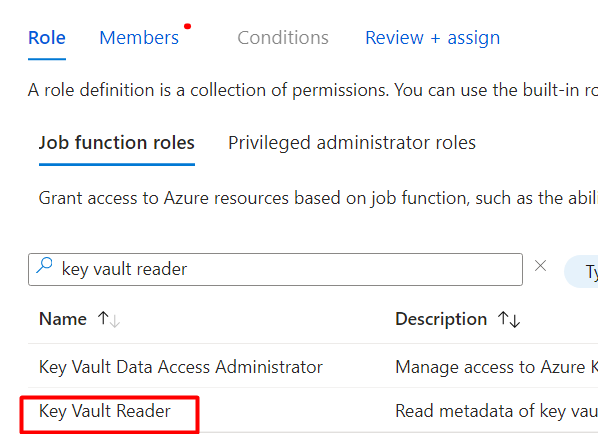 Role Members Conditions Review + assign
A role definition is a collection of permissions. You can use the built-in ro
Job function roles Privileged administrator roles
Grant access to Azure resources based on job function, such as the abil
key vault reader Ty
Name Description
Key Vault Data Access Administrator Manage access to Azure K
Key Vault Reader Read metadata of key vau